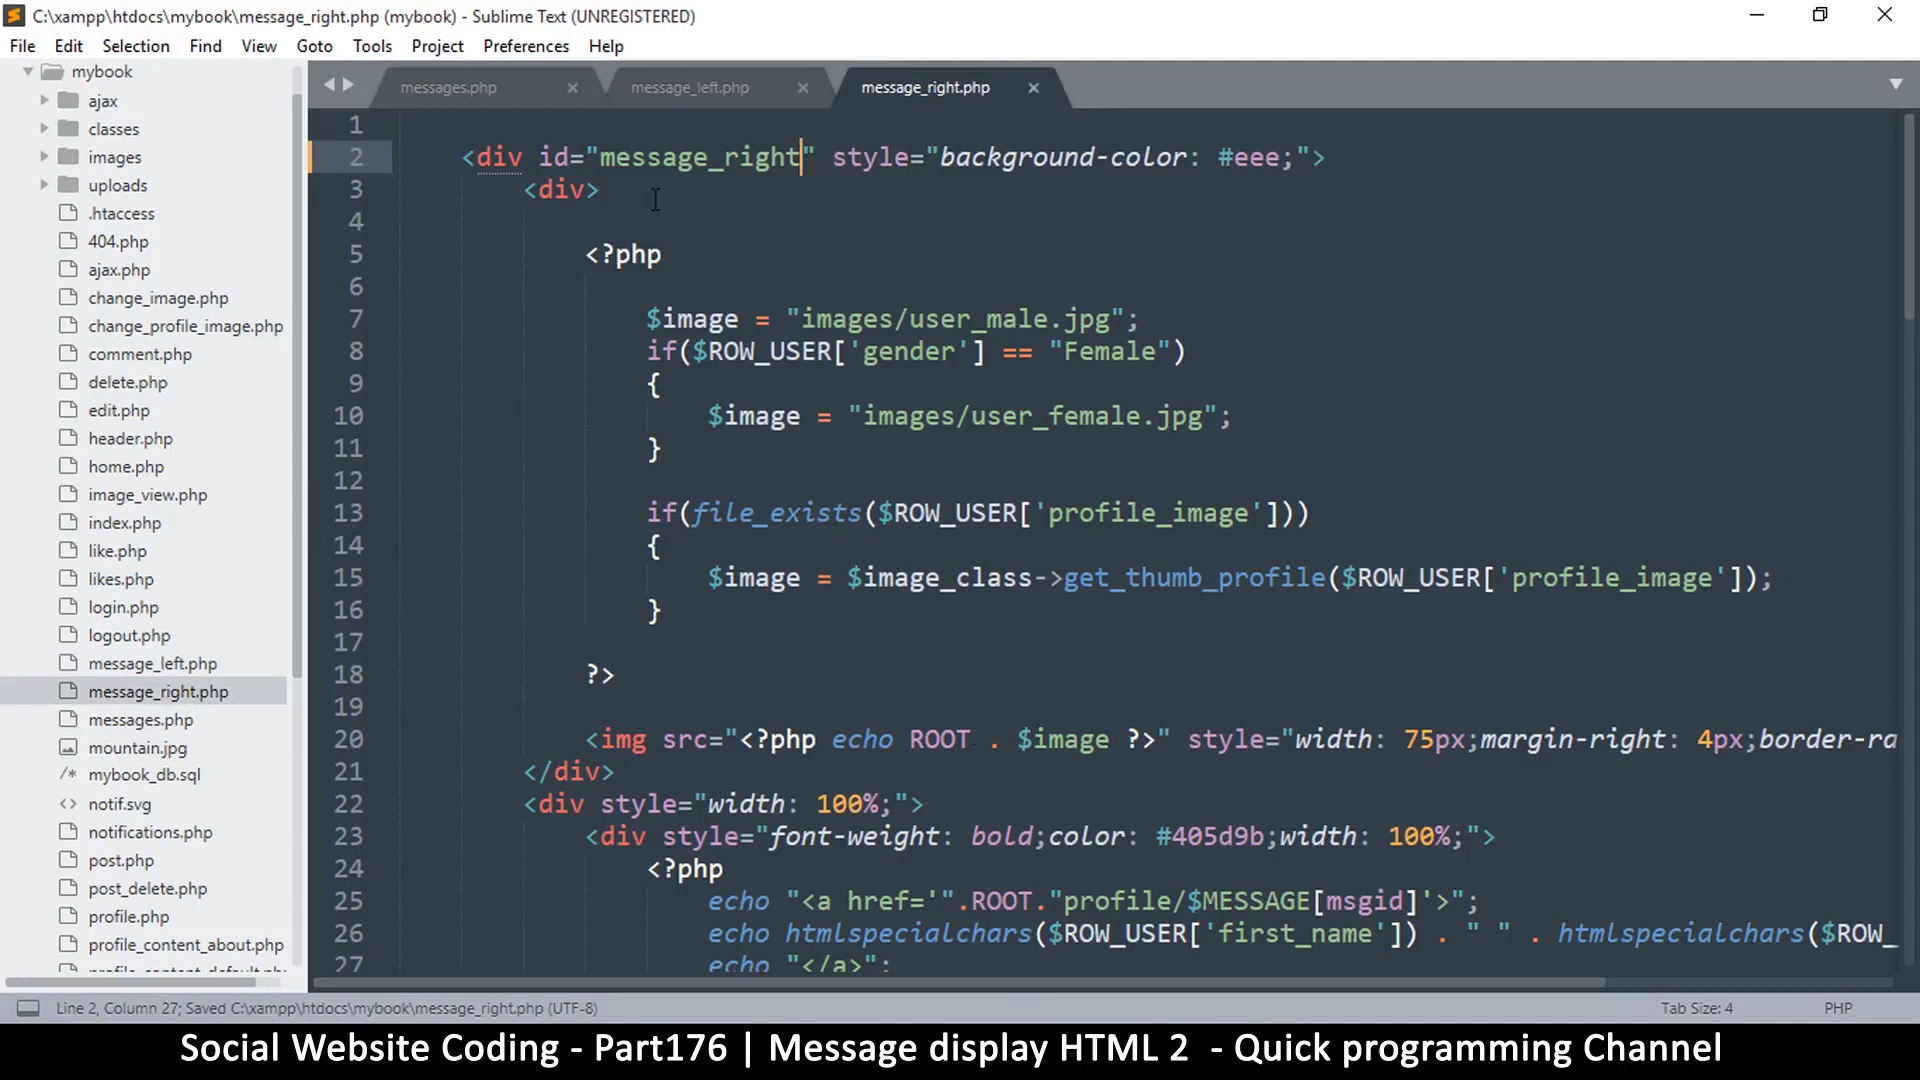 C:\xampp\htdocs\mybook\message_right.php (mybook) - Sublime Text (UNREGISTERED)
File Edit Selection Find View Goto Tools Project Preferences Help
mybook
ajax
classes
images
uploads
.htaccess
404.php
ajax.php
change_image.php
change_profile_image.php
comment.php
delete.php
edit.php
header.php
home.php
image_view.php
index.php
like.php
likes.php
login.php
logout.php
message_left.php
message_right.php
messages.php
mountain.jpg
mybook_db.sql
notif.svg
notifications.php
post.php
post_delete.php
profile.php
profile_content_about.php
profile_content_default.php
messages.php message_left.php message_right.php
1
2 <div id="message_right" style="background-color: #eee;">
3 <div>
4
5 <?php
6
7 $image = "images/user_male.jpg";
8 if($ROW_USER['gender'] == "Female")
9 {
10 $image = "images/user_female.jpg";
11 }
12
13 if(file_exists($ROW_USER['profile_image']))
14 {
15 $image = $image_class->get_thumb_profile($ROW_USER['profile_image']);
16 }
17
18 ?>
19
20 <img src="<?php echo ROOT . $image ?>" style="width: 75px;margin-right: 4px;border-ra
21 </div>
22 <div style="width: 100%;">
23 <div style="font-weight: bold;color: #405d9b;width: 100%;">
24 <?php
25 echo "<a href='".ROOT."profile/$MESSAGE[msgid]'>";
26 echo htmlspecialchars($ROW_USER['first_name']) . " " . htmlspecialchars($ROW_
27 echo "</a>";
Line 2, Column 27; Saved C:\xampp\htdocs\mybook\message_right.php (UTF-8)
Tab Size: 4
PHP
Social Website Coding - Part176 | Message display HTML 2 - Quick programming Channel